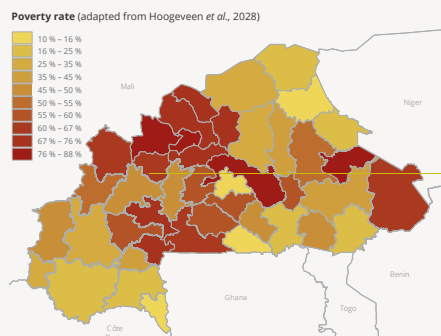 Poverty rate (adapted from Hoogeveen et al., 2028)
10 % – 16 %
16 % – 25 %
25 % – 35 %
35 % – 45 %
45 % – 50 %
50 % – 55 %
55 % – 60 %
60 % – 67 %
67 % – 76 %
76 % – 88 %
Mali
Niger
Benin
Ghana
Togo
Côte